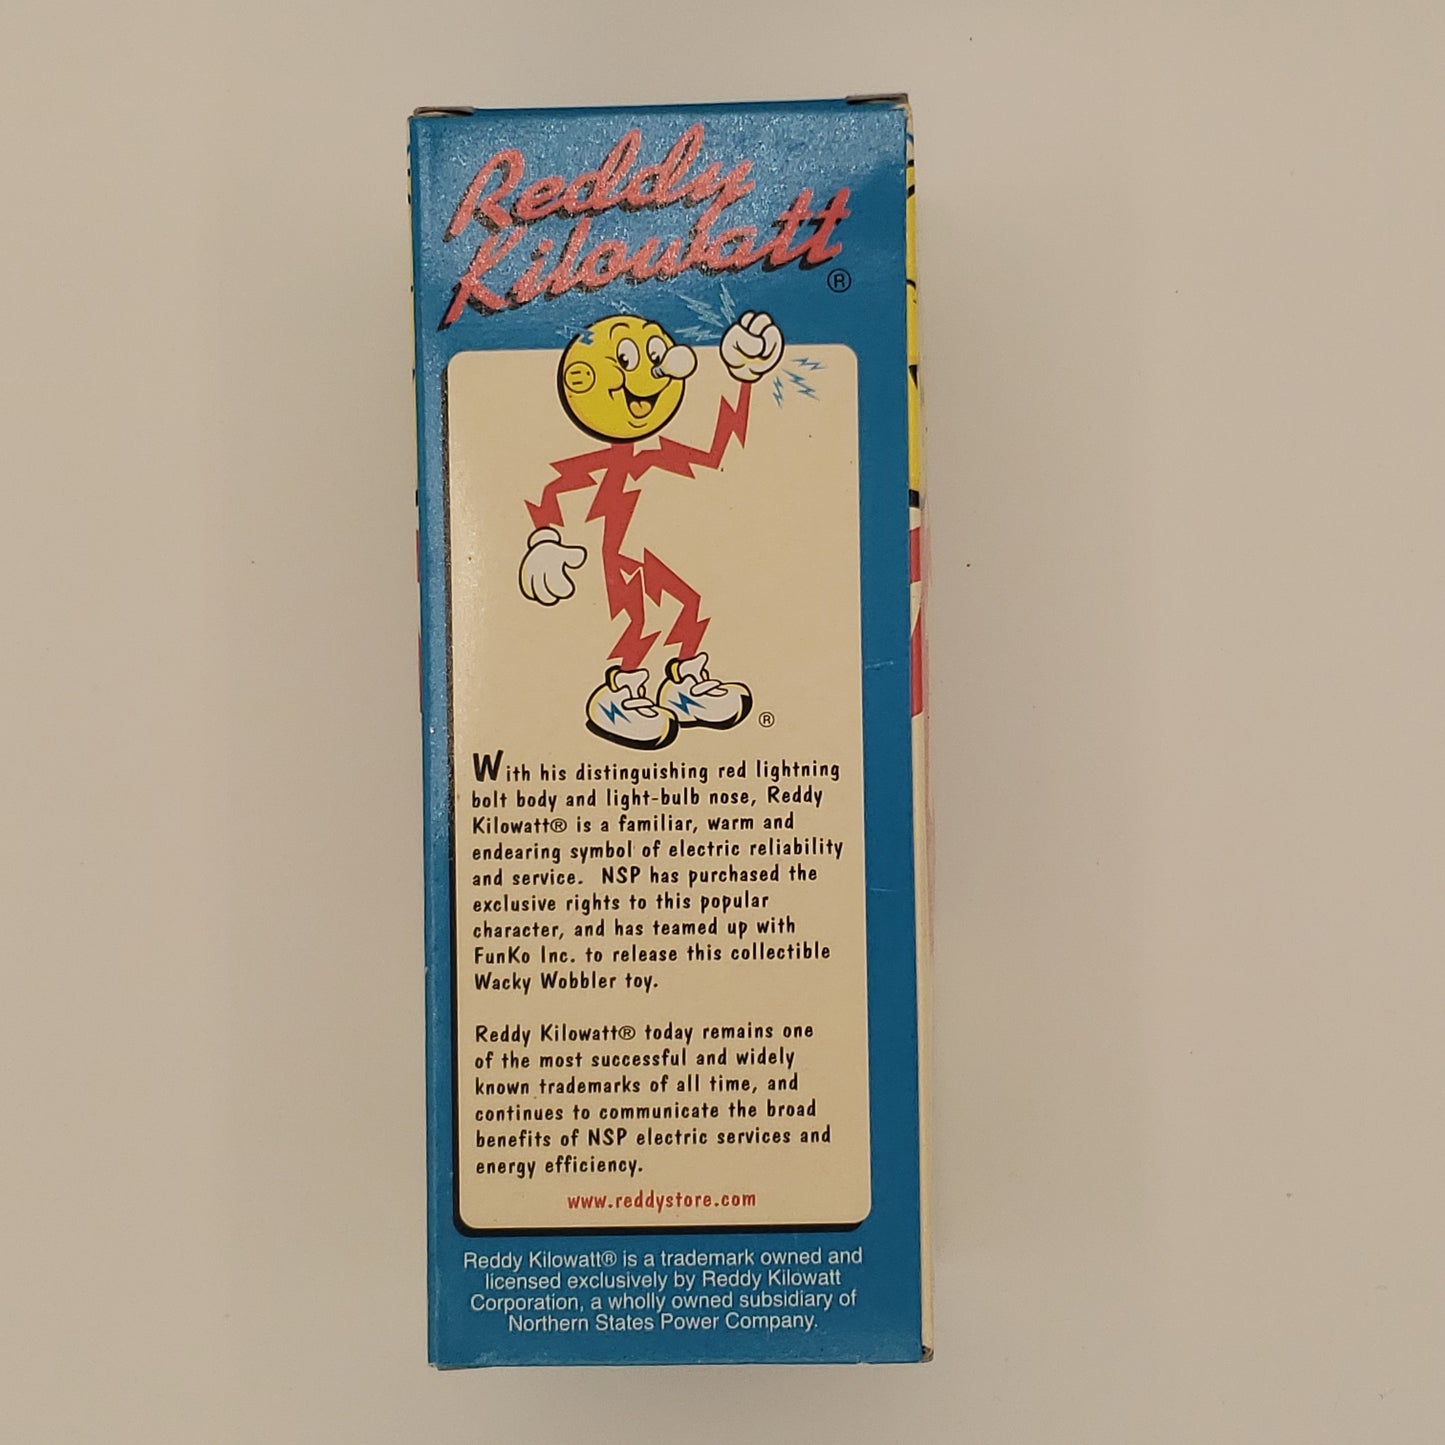 Reddy
Kilowatt®
®
With his distinguishing red lightning
bolt body and light-bulb nose, Reddy
Kilowatt® is a familiar, warm and
endearing symbol of electric reliability
and service. NSP has purchased the
exclusive rights to this popular
character, and has teamed up with
FunKo Inc. to release this collectible
Wacky Wobbler toy.
Reddy Kilowatt® today remains one
of the most successful and widely
known trademarks of all time, and
continues to communicate the broad
benefits of NSP electric services and
energy efficiency.
www.reddystore.com
Reddy Kilowatt® is a trademark owned and
licensed exclusively by Reddy Kilowatt
Corporation, a wholly owned subsidiary of
Northern States Power Company.